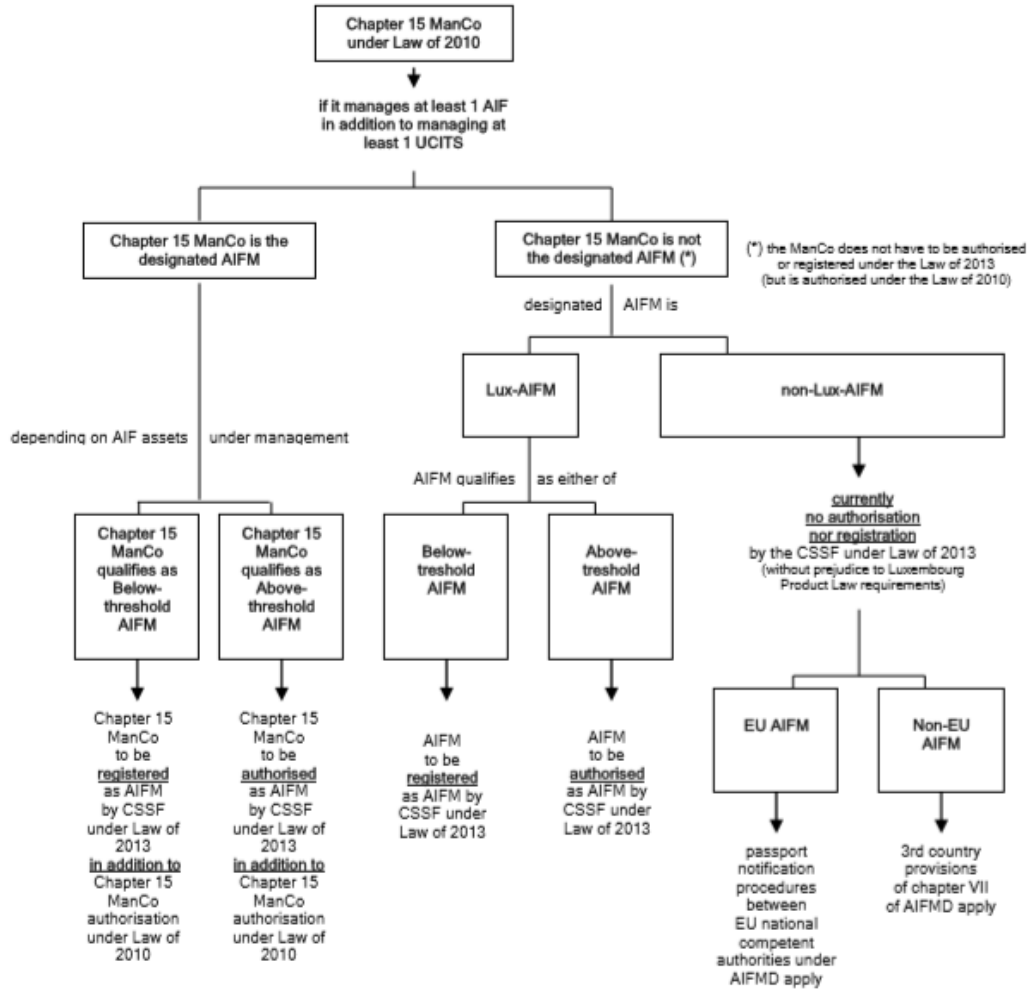 Chapter 15 ManCo
under Law of 2010
if it manages at least 1 AIF
in addition to managing at
least 1 UCITS
Chapter 15 ManCo is the
designated AIFM
Chapter 15 ManCo is not
the designated AIFM (*)
(*) the ManCo does not have to be authorised
or registered under the Law of 2013
(but is authorised under the Law of 2010)
designated AIFM is
Lux-AIFM
non-Lux-AIFM
depending on AIF assets under management
AIFM qualifies as either of
Chapter 15
ManCo
qualifies as
Below-
threshold
AIFM
Chapter 15
ManCo
qualifies as
Above-
threshold
AIFM
Below-
treshold
AIFM
Above-
treshold
AIFM
currently
no authorisation
nor registration
by the CSSF under Law of 2013
(without prejudice to Luxembourg
Product Law requirements)
EU AIFM
Non-EU
AIFM
Chapter 15
ManCo
to be
registered
as AIFM
by CSSF
under Law of
2013
in addition to
Chapter 15
ManCo
authorisation
under Law of
2010
Chapter 15
ManCo
to be
authorised
as AIFM
by CSSF
under Law of
2013
in addition to
Chapter 15
ManCo
authorisation
under Law of
2010
AIFM
to be
registered
as AIFM by
CSSF under
Law of 2013
AIFM
to be
authorised
as AIFM by
CSSF under
Law of 2013
passport
notification
procedures
between
EU national
competent
authorities under
AIFMD apply
3rd country
provisions
of chapter VII
of AIFMD apply